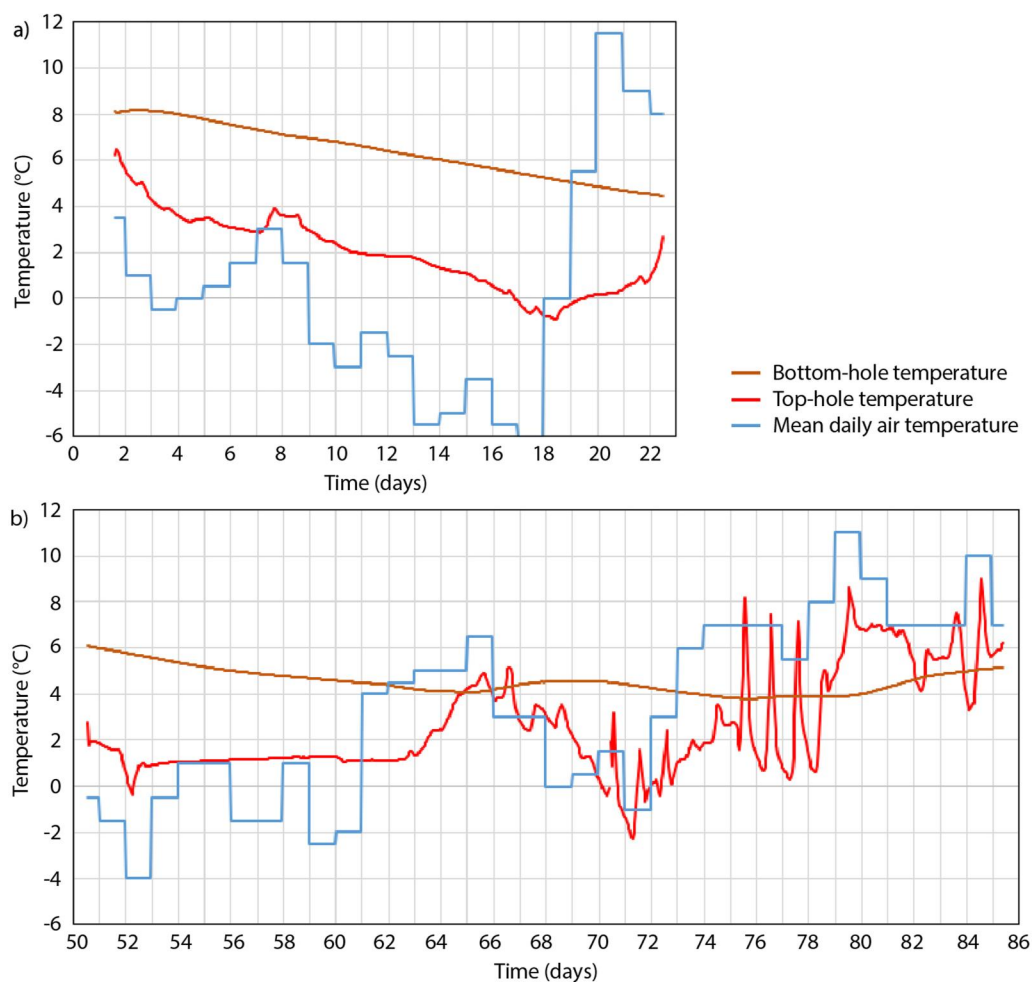 a)
12
10
8
6
4
2
0
-2
-4
-6
Temperature (°C)
0 2 4 6 8 10 12 14 16 18 20 22
Time (days)
Bottom-hole temperature
Top-hole temperature
Mean daily air temperature
b)
12
10
8
6
4
2
0
-2
-4
-6
Temperature (°C)
50 52 54 56 58 60 62 64 66 68 70 72 74 76 78 80 82 84 86
Time (days)